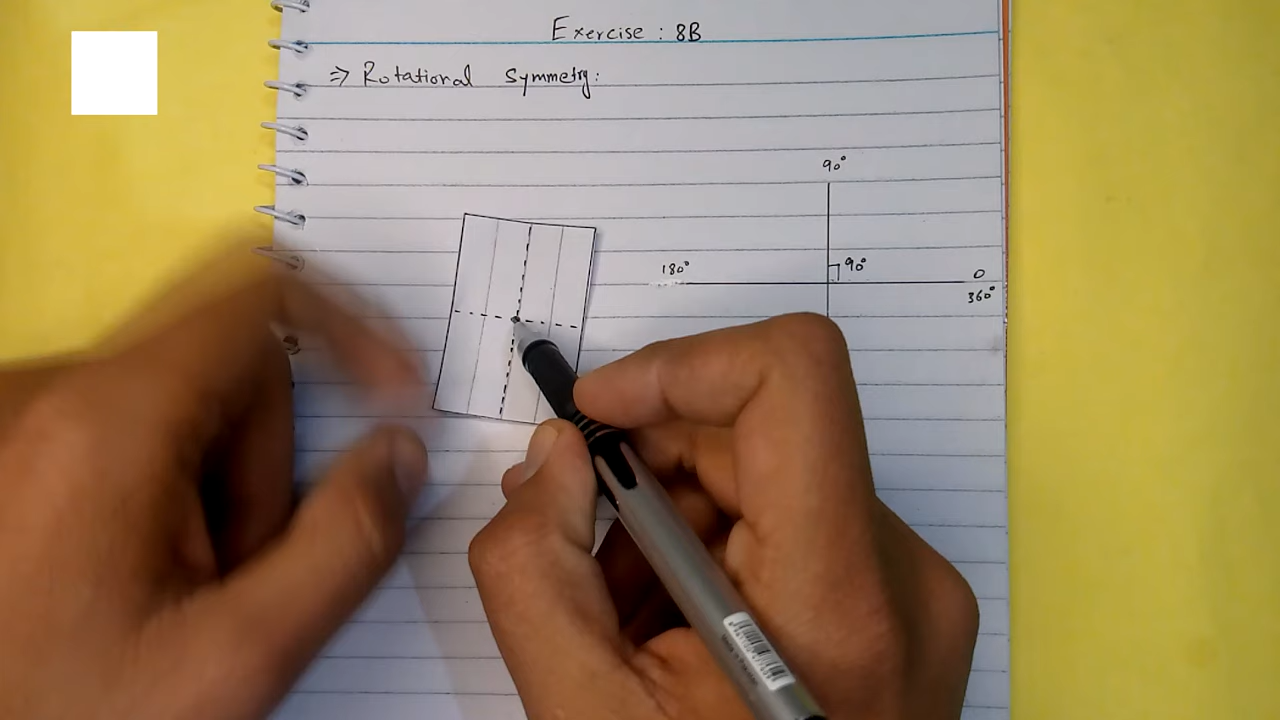 Exercise : 8B
⇒ Rotational Symmetry:
90°
180°
90°
0
360°